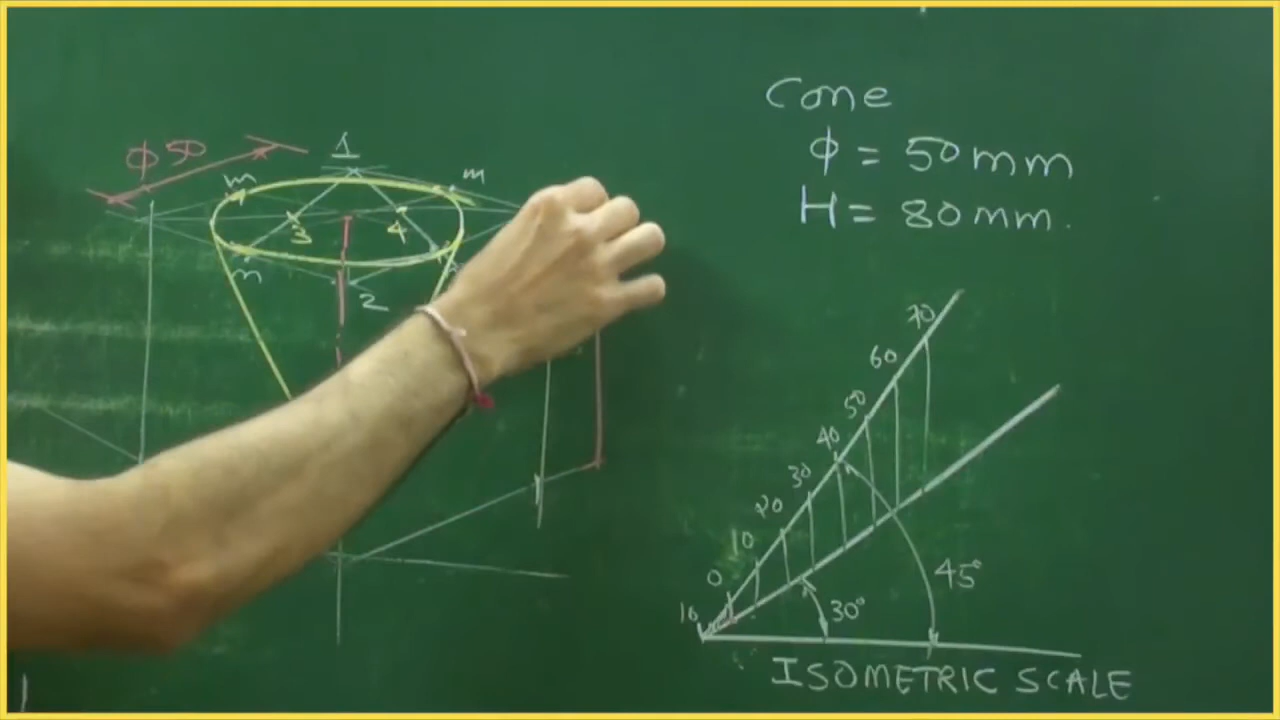 Cone
ϕ = 50 mm
H = 80 mm.
ϕ 50
1
m
m
3
4
m
2
70
60
50
40
30
20
10
0
10
30°
45°
ISOMETRIC SCALE